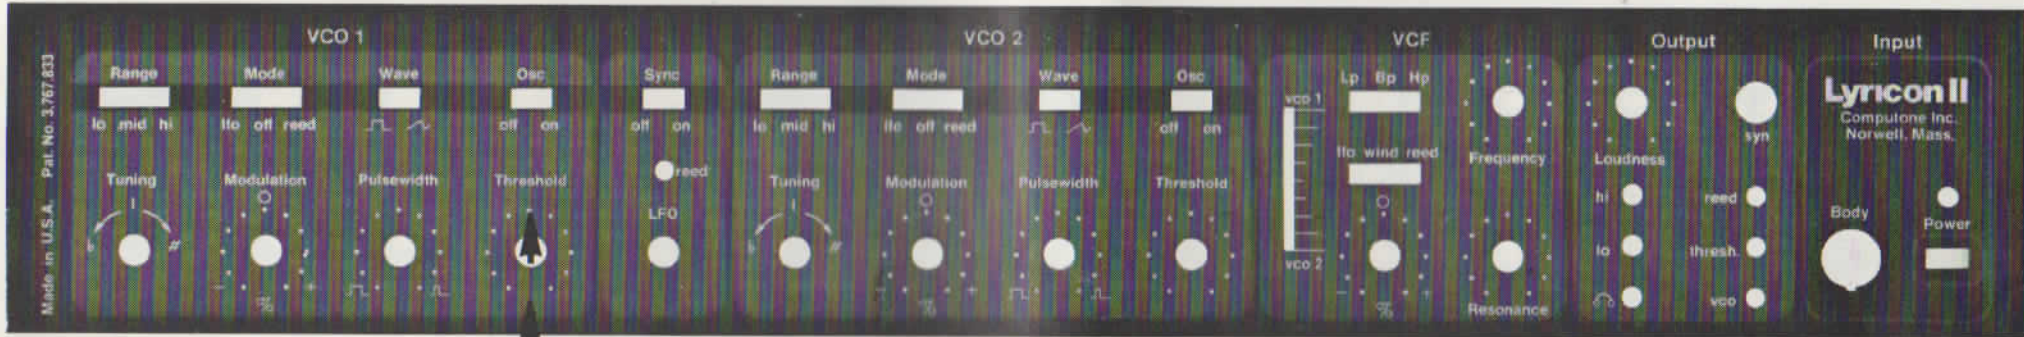 Made in U.S.A. Pat. No. 3,767,833
VCO 1
Range
lo mid hi
Mode
lfo off reed
Wave
Osc
off on
Tuning
b #
Modulation
- % +
Pulsewidth
Threshold
Sync
off on
reed
LFO
VCO 2
Range
lo mid hi
Mode
lfo off reed
Wave
Osc
off on
Tuning
b #
Modulation
- % +
Pulsewidth
Threshold
VCF
vco 1
vco 2
Lp Bp Hp
lfo wind reed
- % +
Frequency
Resonance
Output
Loudness
syn
hi
lo
reed
thresh.
vco
Input
Lyricon II
Computone Inc.
Norwell, Mass.
Body
Power